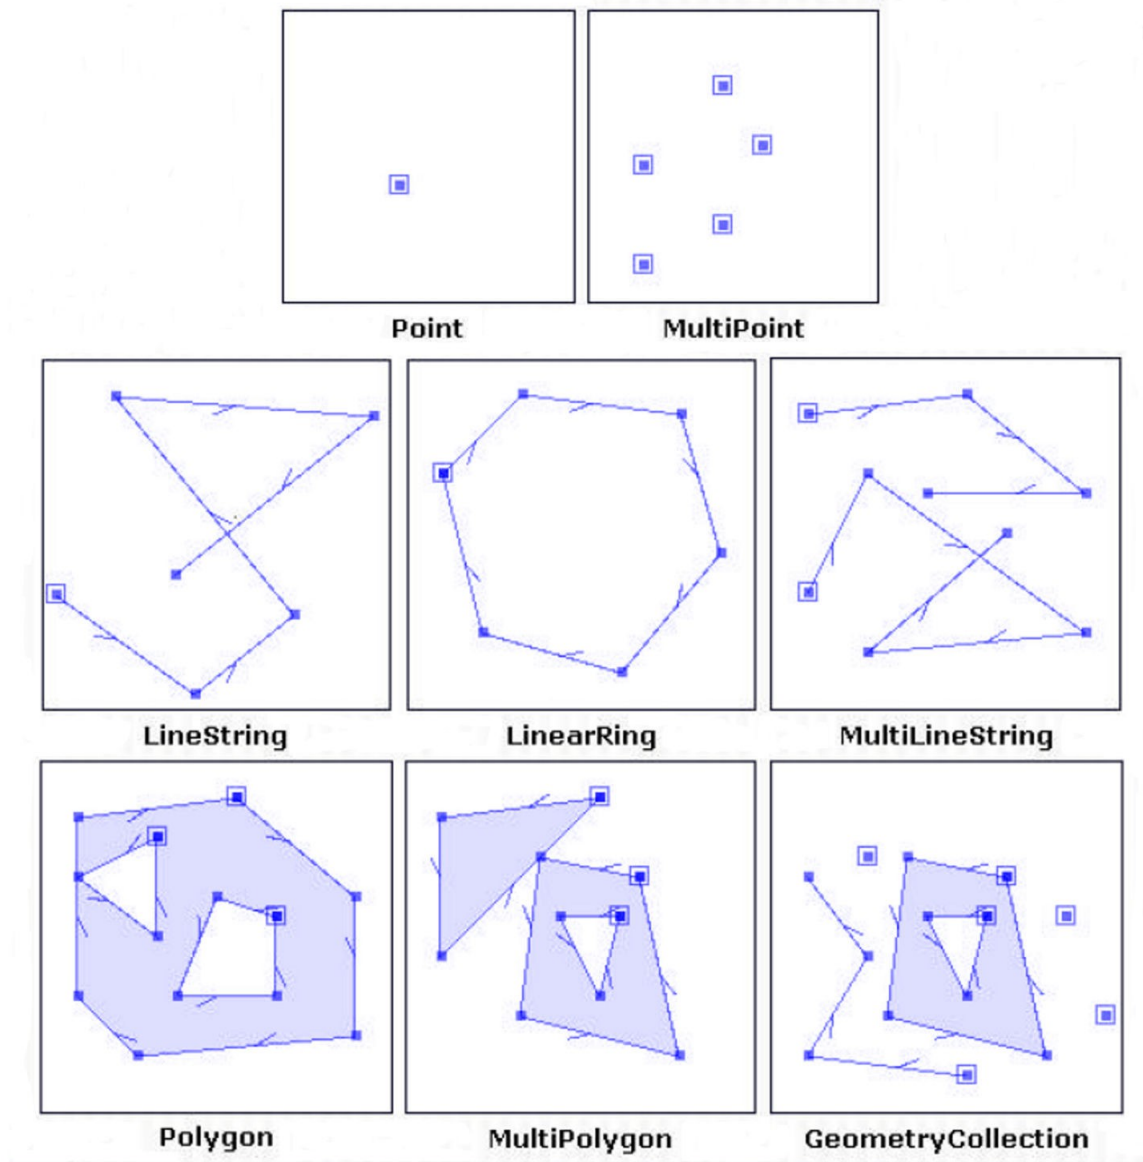 Point
MultiPoint
LineString
LinearRing
MultiLineString
Polygon
MultiPolygon
GeometryCollection